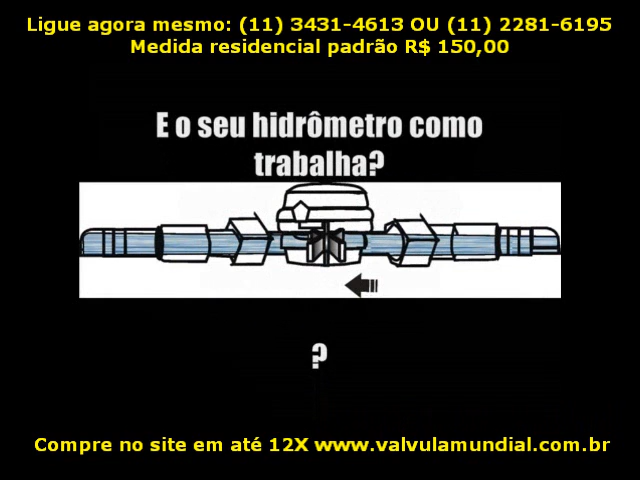 Ligue agora mesmo: (11) 3431-4613 OU (11) 2281-6195
Medida residencial padrão R$ 150,00
E o seu hidrômetro como
trabalha?
?
Compre no site em até 12X www.valvulamundial.com.br